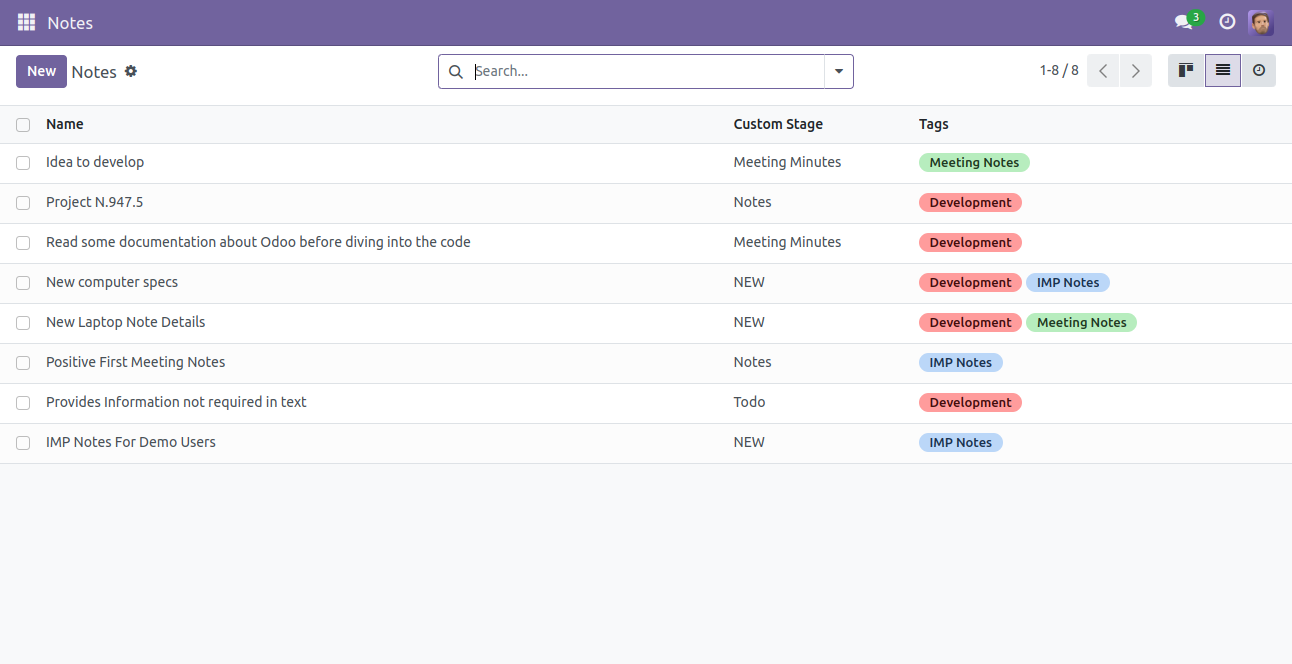 Notes 3
New Notes Search... 1-8 / 8
Name Custom Stage Tags
Idea to develop Meeting Minutes Meeting Notes
Project N.947.5 Notes Development
Read some documentation about Odoo before diving into the code Meeting Minutes Development
New computer specs NEW Development IMP Notes
New Laptop Note Details NEW Development Meeting Notes
Positive First Meeting Notes Notes IMP Notes
Provides Information not required in text Todo Development
IMP Notes For Demo Users NEW IMP Notes